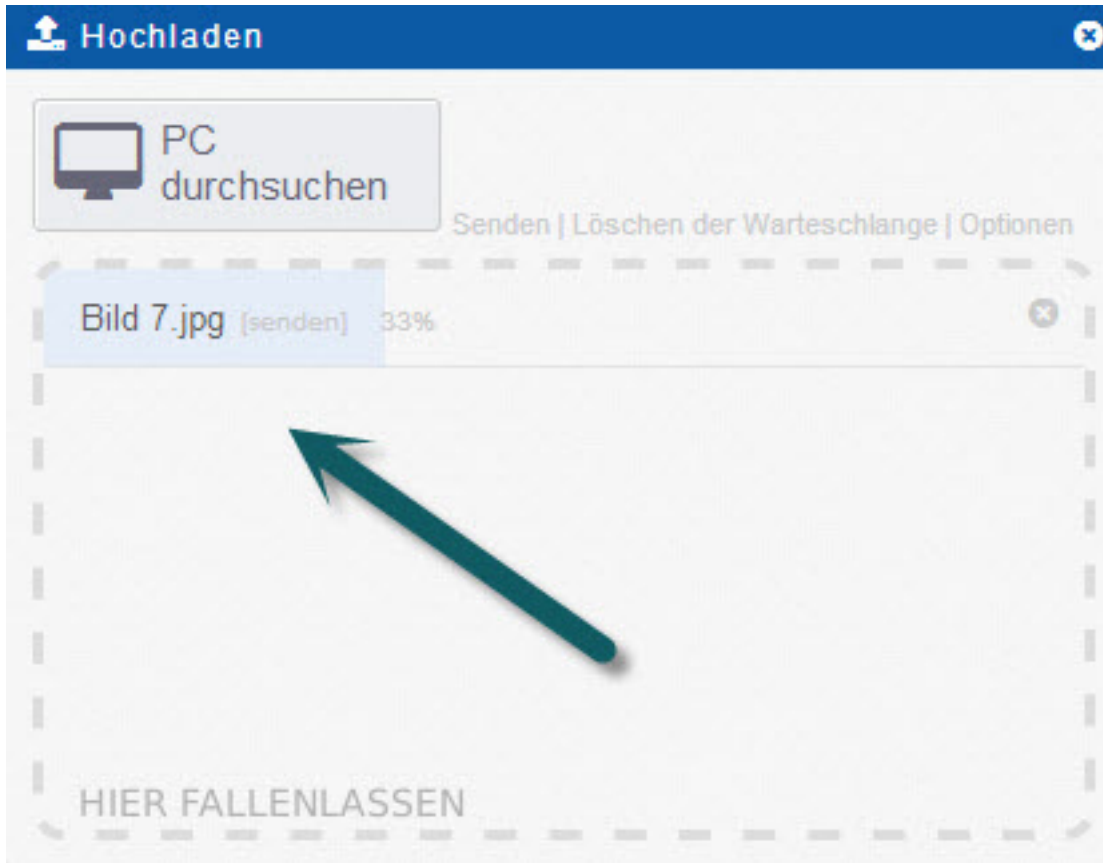 Hochladen
PC
durchsuchen
Senden | Löschen der Warteschlange | Optionen
Bild 7.jpg [senden] 33%
HIER FALLENLASSEN